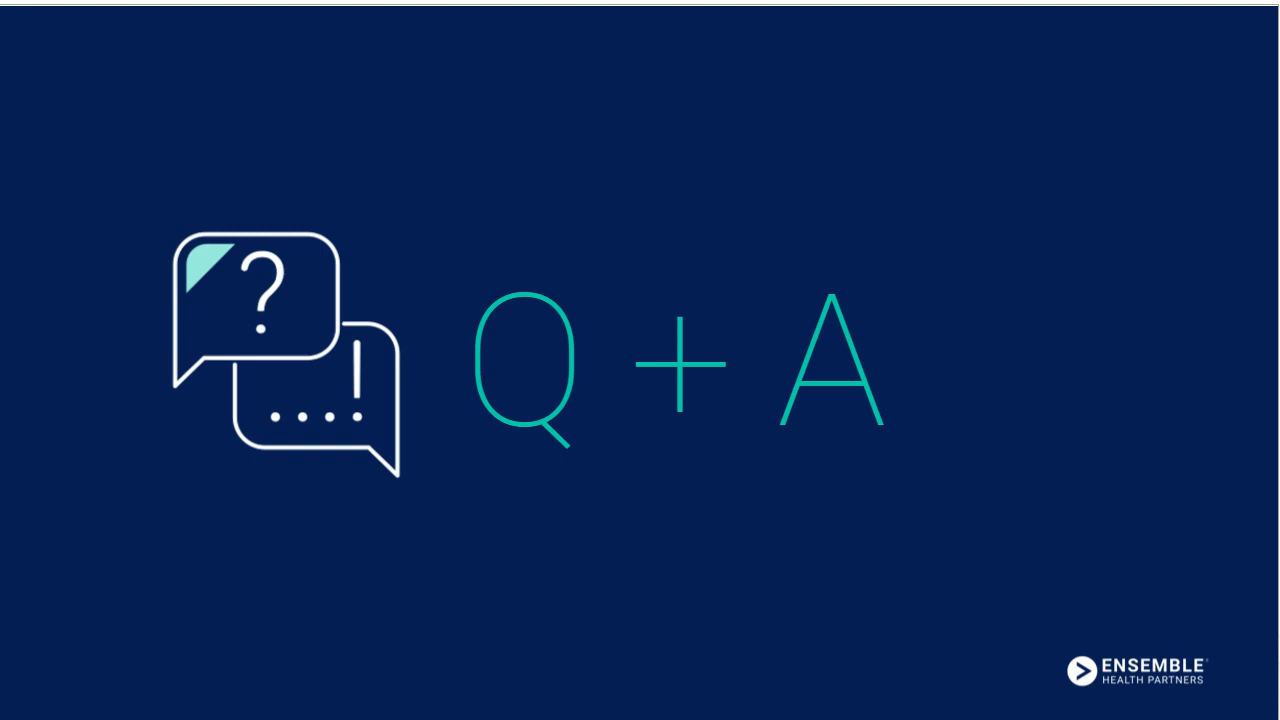 ?
....!
Q + A
ENSEMBLE®
HEALTH PARTNERS